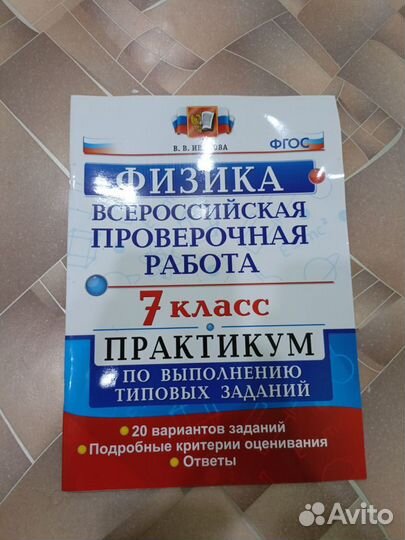 В. В.
ФГОС
ФИЗИКА
ВСЕРОССИЙСКАЯ
ПРОВЕРОЧНАЯ
РАБОТА
7 КЛАСС
ПРАКТИКУМ
ПО ВЫПОЛНЕНИЮ
ТИПОВЫХ ЗАДАНИЙ
• 20 вариантов заданий
• Подробные критерии оценивания
• Ответы
Avito